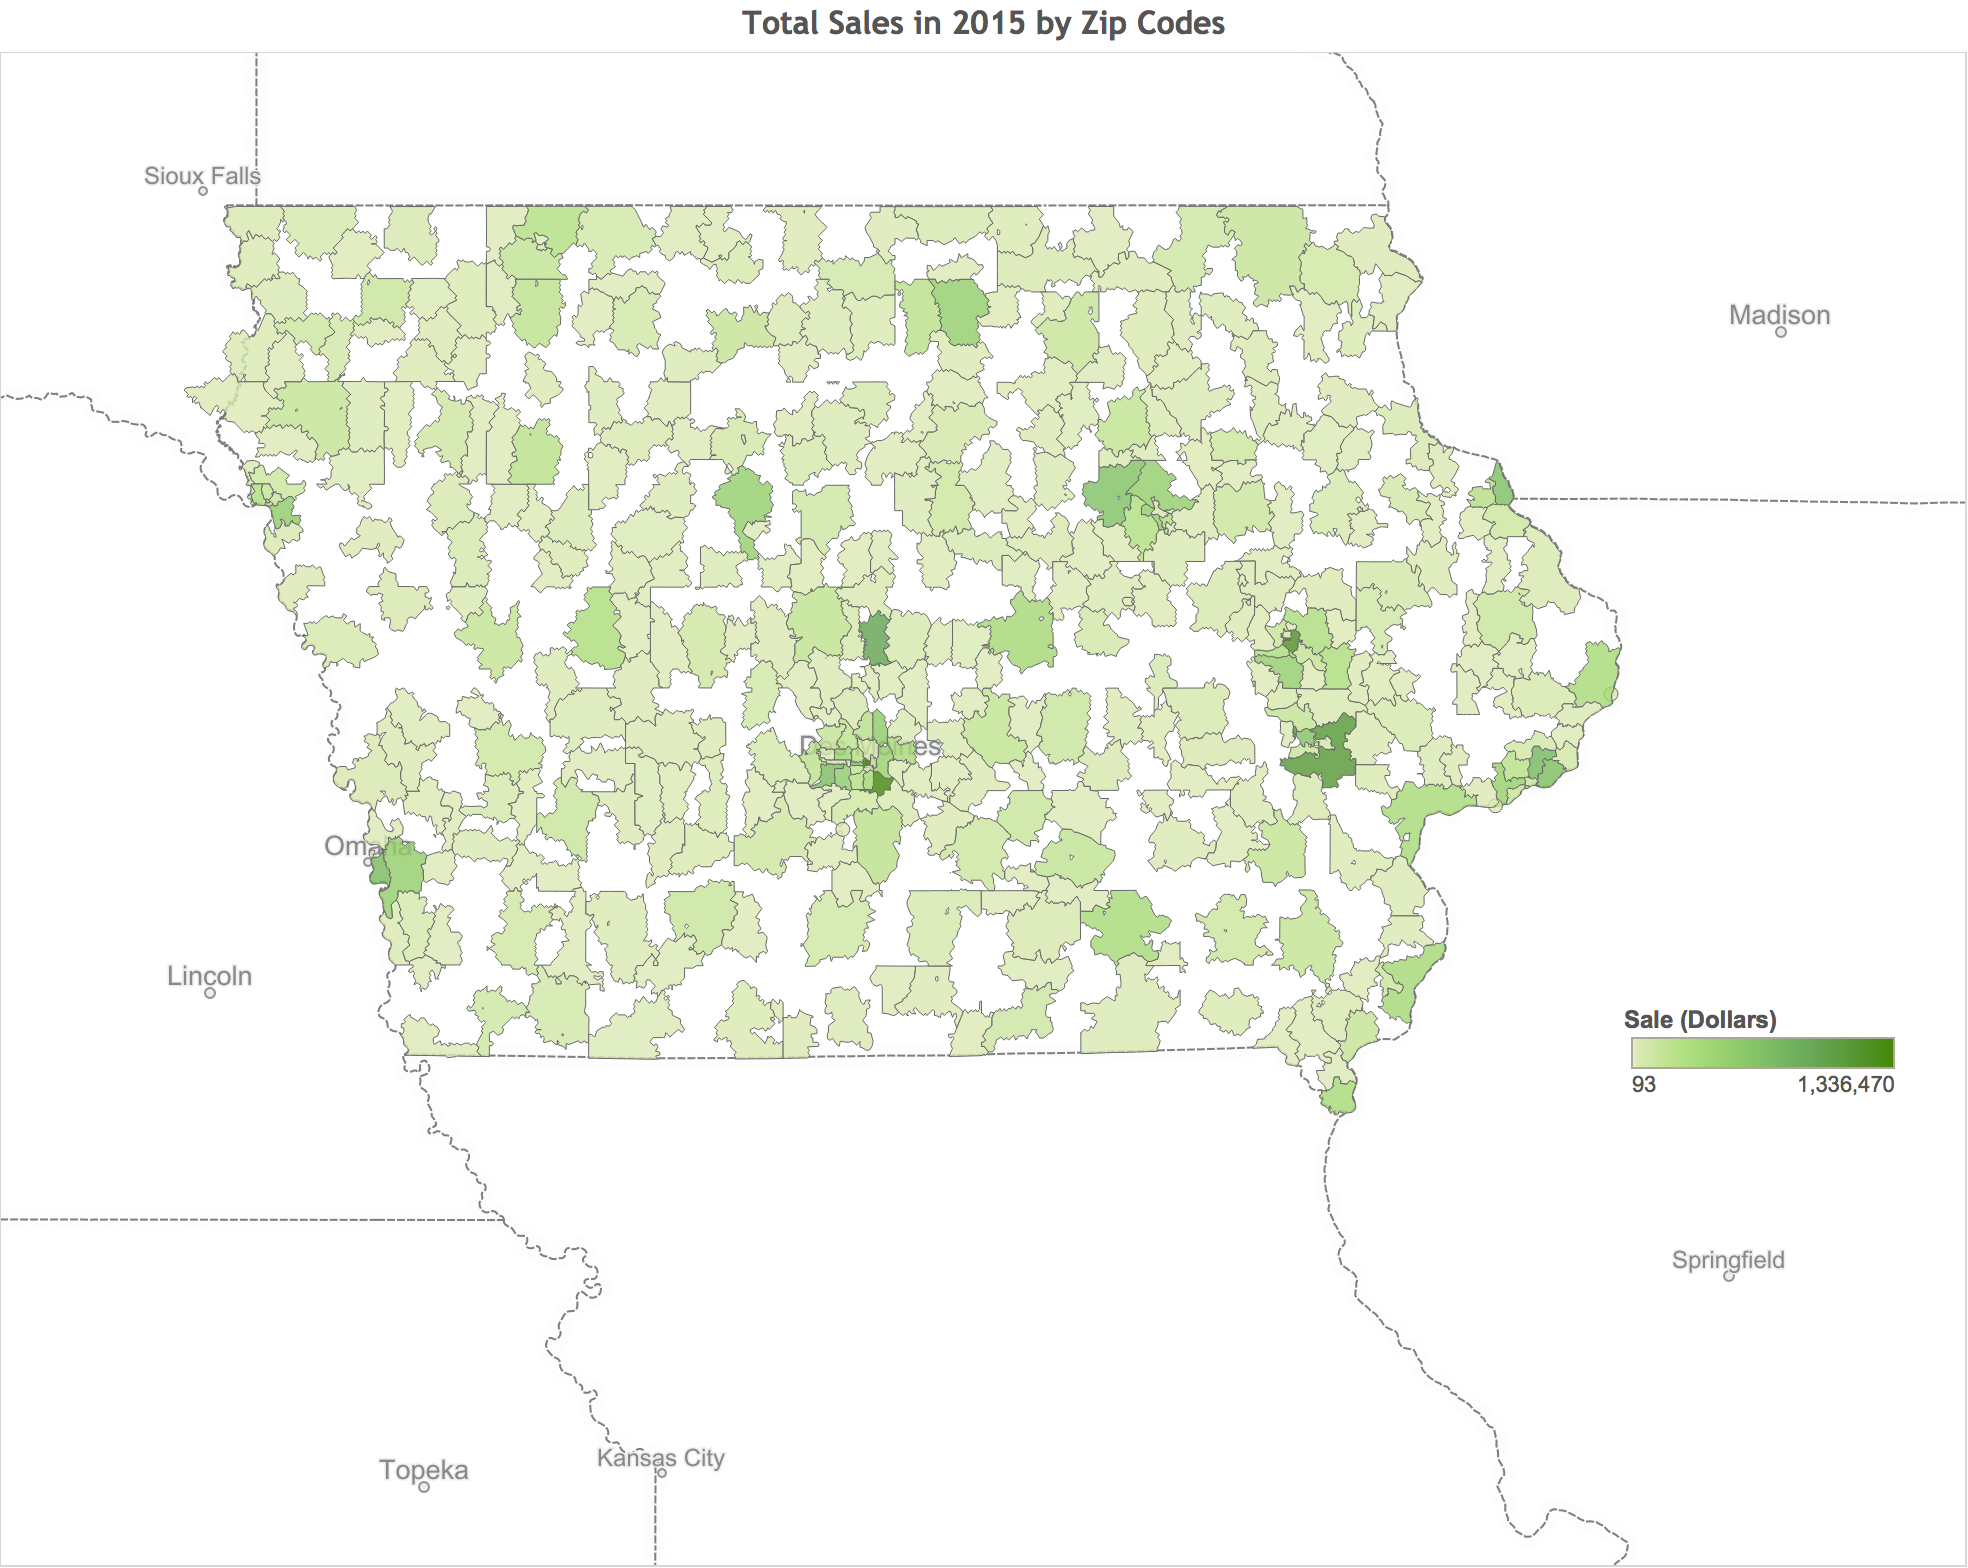 Total Sales in 2015 by Zip Codes
Sioux Falls
Madison
Des Moines
Omaha
Lincoln
Sale (Dollars)
93
1,336,470
Springfield
Kansas City
Topeka